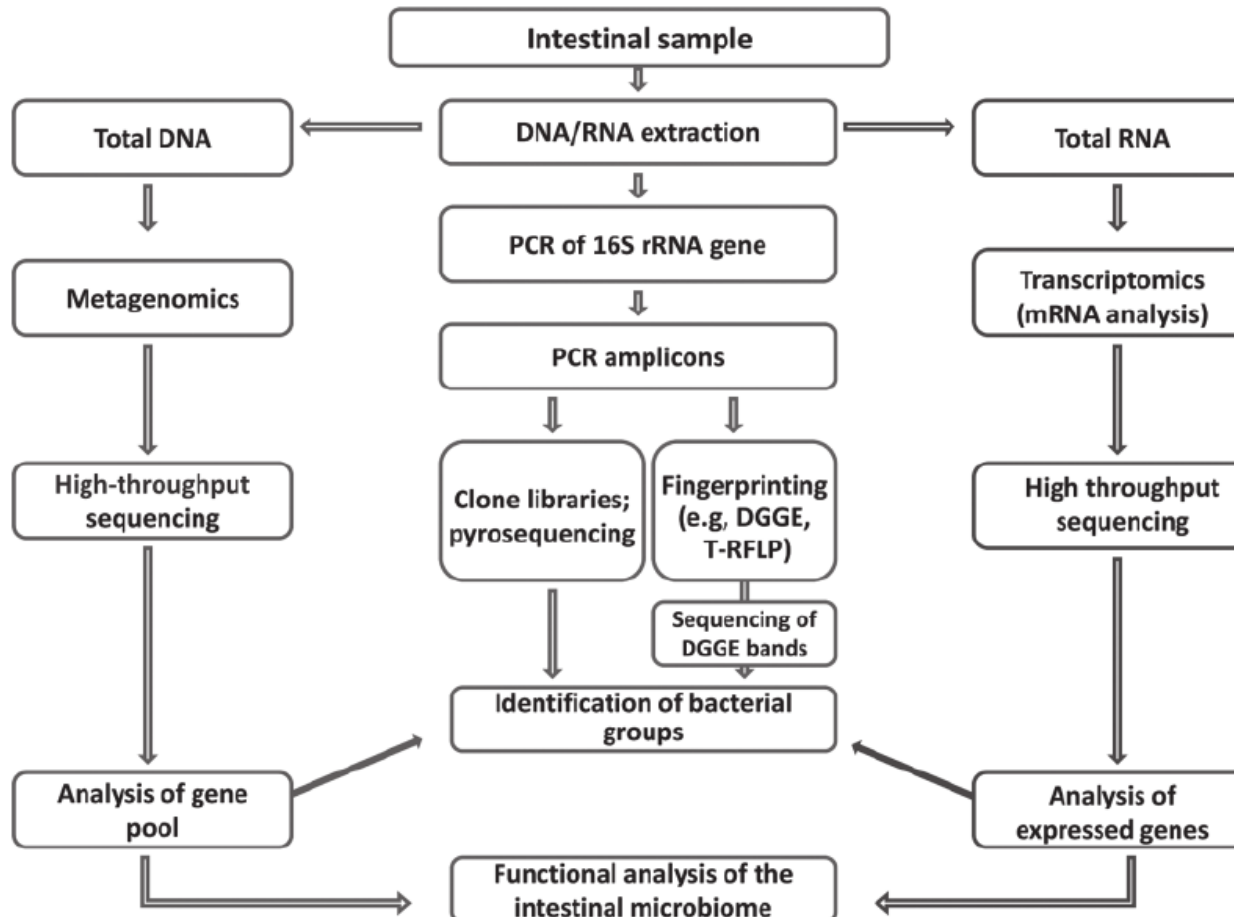 Intestinal sample
Total DNA
DNA/RNA extraction
Total RNA
PCR of 16S rRNA gene
Metagenomics
Transcriptomics
(mRNA analysis)
PCR amplicons
High-throughput
sequencing
Clone libraries;
pyrosequencing
Fingerprinting
(e.g, DGGE,
T-RFLP)
High throughput
sequencing
Sequencing of
DGGE bands
Identification of bacterial
groups
Analysis of gene
pool
Analysis of
expressed genes
Functional analysis of the
intestinal microbiome